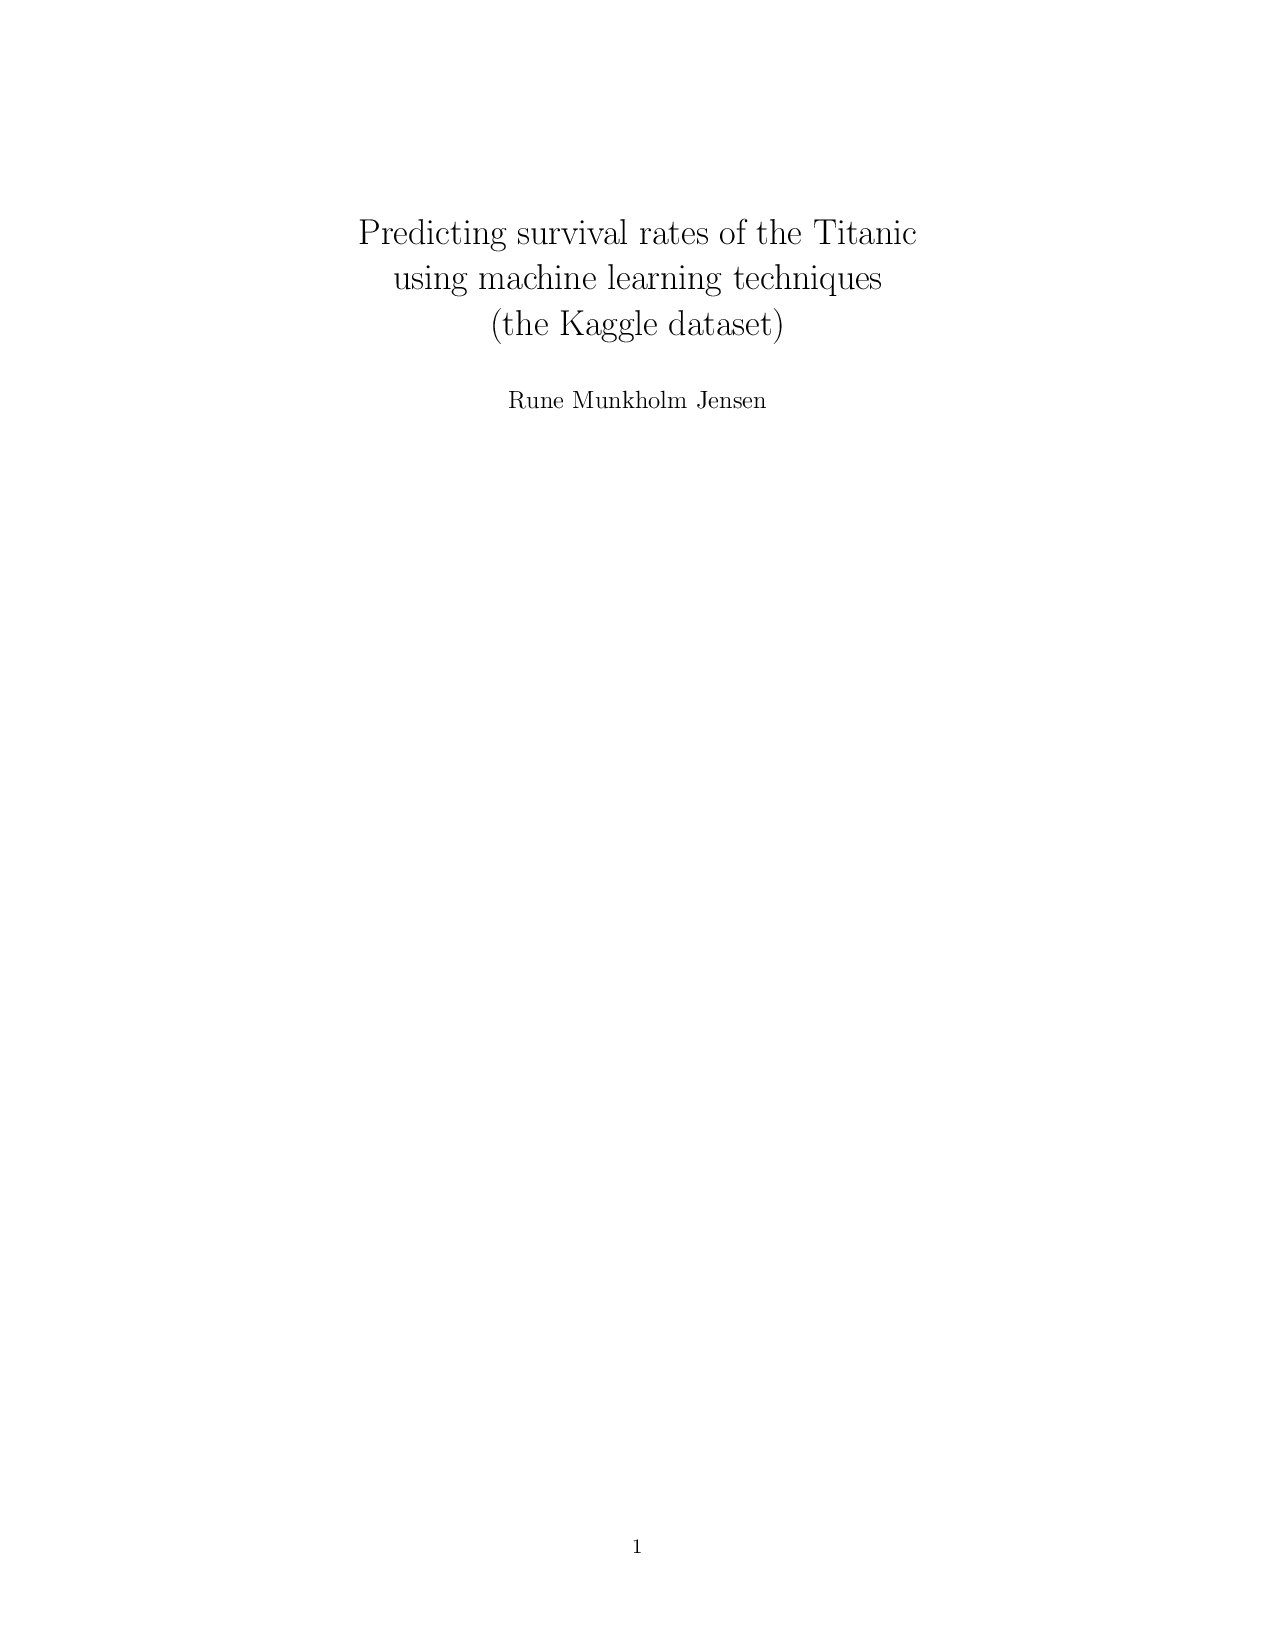 Predicting survival rates of the Titanic
using machine learning techniques
(the Kaggle dataset)
Rune Munkholm Jensen
1